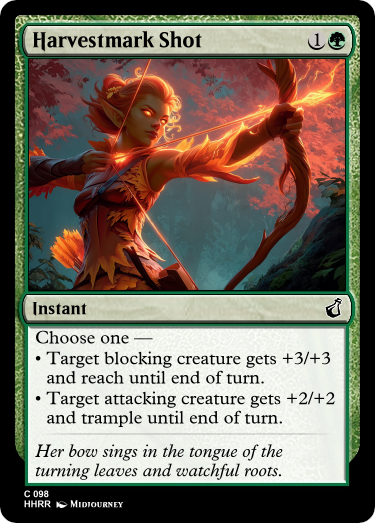 Harvestmark Shot 1
Instant
Choose one —
• Target blocking creature gets +3/+3
and reach until end of turn.
• Target attacking creature gets +2/+2
and trample until end of turn.
Her bow sings in the tongue of the
turning leaves and watchful roots.
C 098
HHRR Midjourney